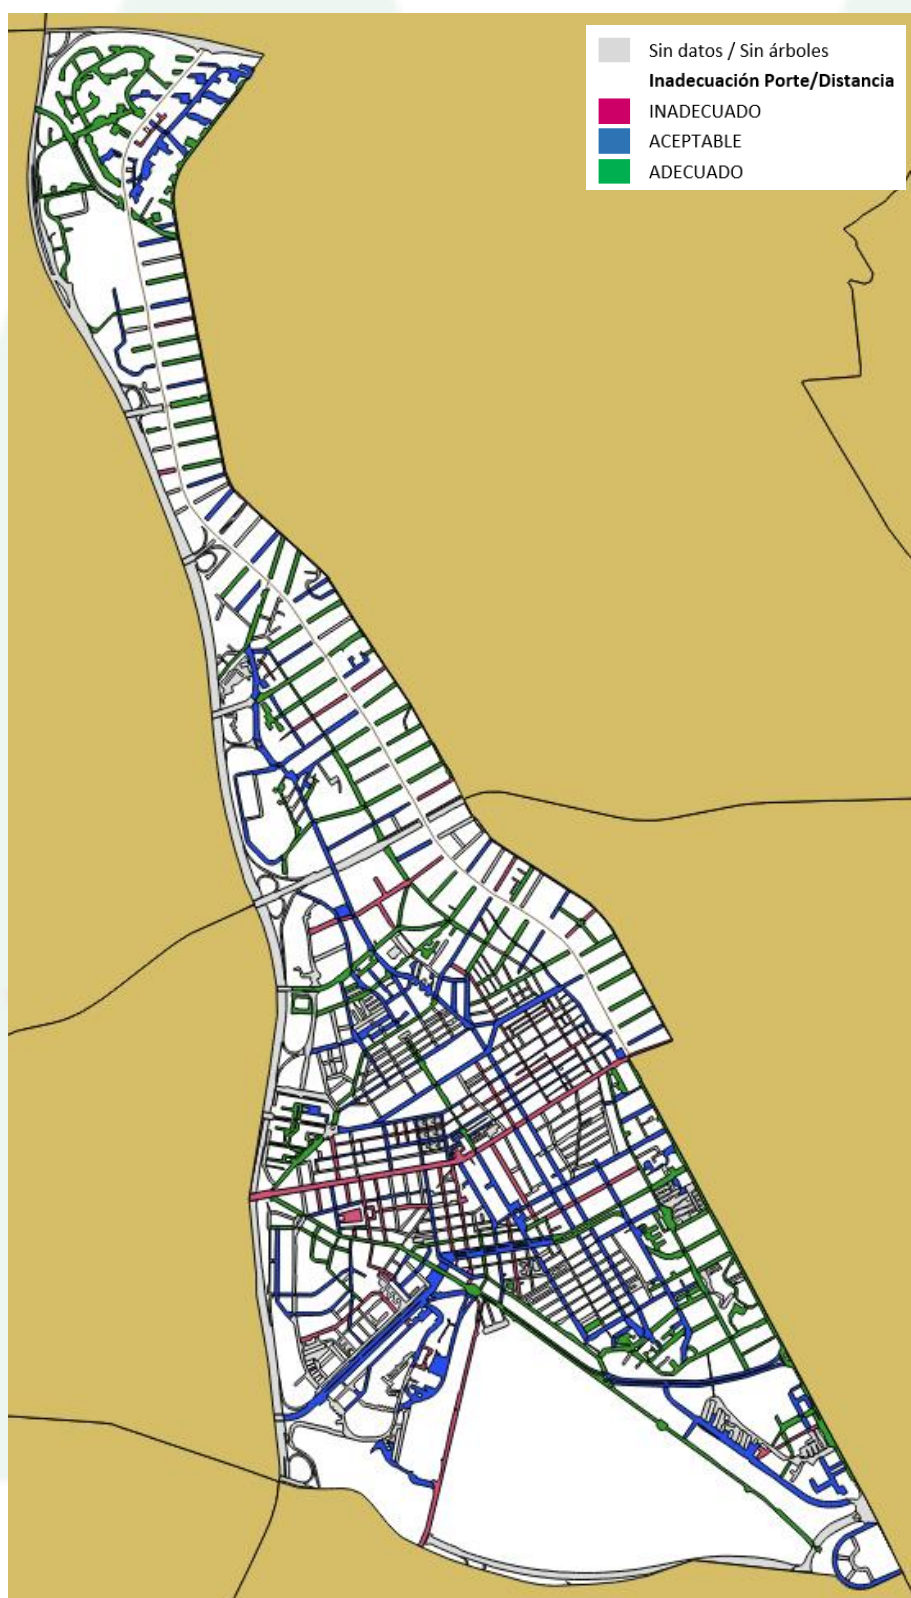 Sin datos / Sin árboles
Inadecuación Porte/Distancia
INADECUADO
ACEPTABLE
ADECUADO